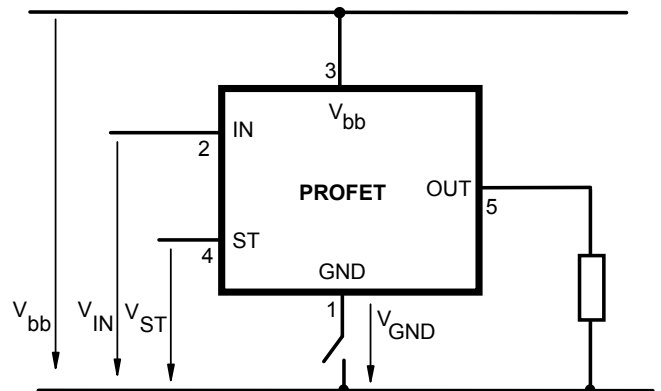 3
V_bb
IN
2
PROFET
OUT
5
ST
4
GND
1
V_bb
V_IN
V_ST
V_GND